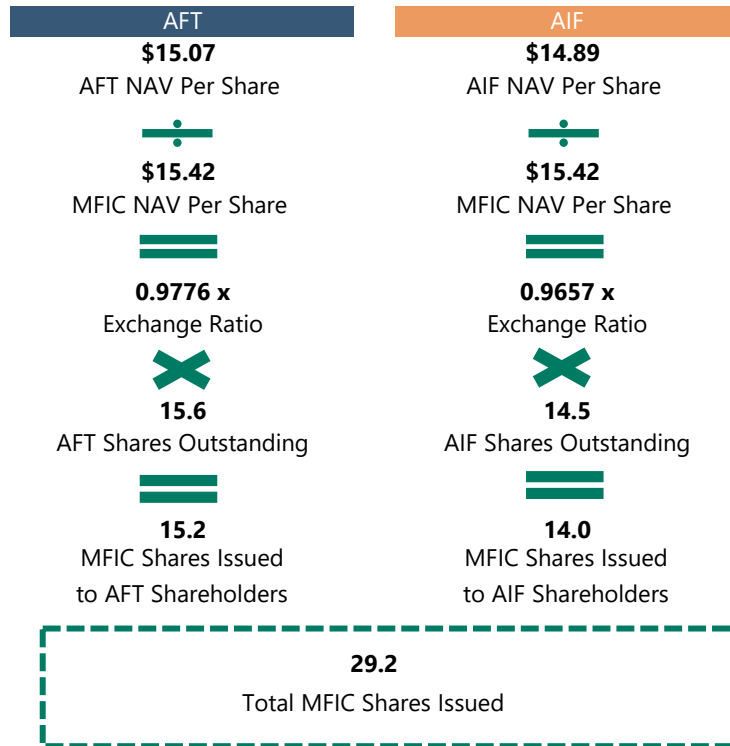 AFT
$15.07
AFT NAV Per Share
$15.42
MFIC NAV Per Share
0.9776 x
Exchange Ratio
15.6
AFT Shares Outstanding
15.2
MFIC Shares Issued
to AFT Shareholders
AIF
$14.89
AIF NAV Per Share
$15.42
MFIC NAV Per Share
0.9657 x
Exchange Ratio
14.5
AIF Shares Outstanding
14.0
MFIC Shares Issued
to AIF Shareholders
29.2
Total MFIC Shares Issued